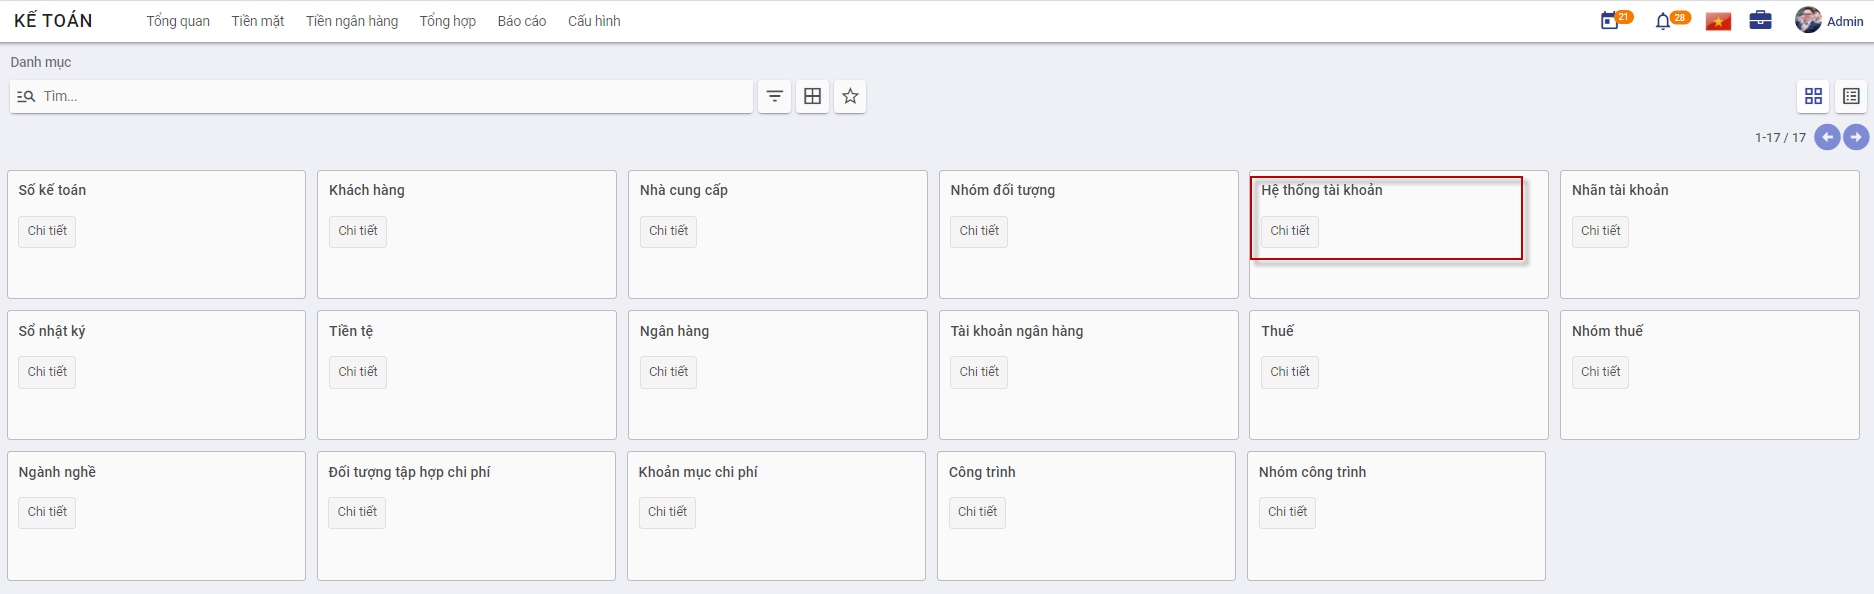 KẾ TOÁN
Tổng quan Tiền mặt Tiền ngân hàng Tổng hợp Báo cáo Cấu hình
21 28 Admin
Danh mục
Tìm...
1-17 / 17
Số kế toán Khách hàng Nhà cung cấp Nhóm đối tượng Hệ thống tài khoản Nhãn tài khoản
Chi tiết Chi tiết Chi tiết Chi tiết Chi tiết Chi tiết
Sổ nhật ký Tiền tệ Ngân hàng Tài khoản ngân hàng Thuế Nhóm thuế
Chi tiết Chi tiết Chi tiết Chi tiết Chi tiết Chi tiết
Ngành nghề Đối tượng tập hợp chi phí Khoản mục chi phí Công trình Nhóm công trình
Chi tiết Chi tiết Chi tiết Chi tiết Chi tiết